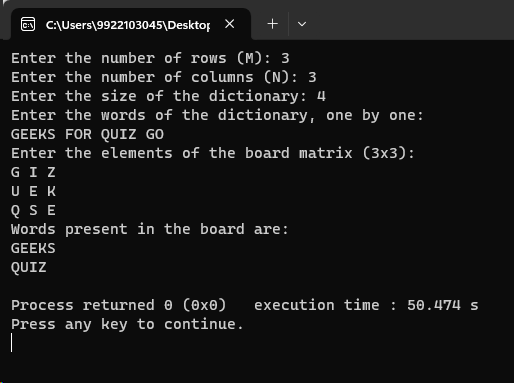 C:\Users\9922103045\Desktop
Enter the number of rows (M): 3
Enter the number of columns (N): 3
Enter the size of the dictionary: 4
Enter the words of the dictionary, one by one:
GEEKS FOR QUIZ GO
Enter the elements of the board matrix (3x3):
G I Z
U E K
Q S E
Words present in the board are:
GEEKS
QUIZ
Process returned 0 (0x0)   execution time : 50.474 s
Press any key to continue.